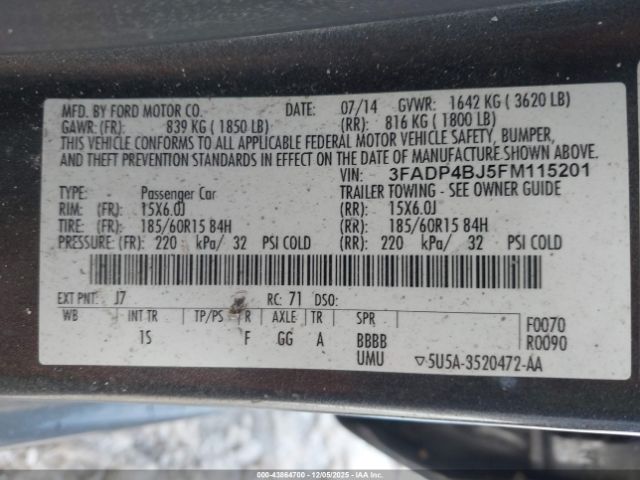 MFD. BY FORD MOTOR CO. DATE: 07/14 GVWR: 1642 KG ( 3620 LB)
GAWR: (FR): 839 KG ( 1850 LB) (RR): 816 KG ( 1800 LB)
THIS VEHICLE CONFORMS TO ALL APPLICABLE FEDERAL MOTOR VEHICLE SAFETY, BUMPER,
AND THEFT PREVENTION STANDARDS IN EFFECT ON THE DATE OF MANUFACTURE SHOWN ABOVE.
VIN: 3FADP4BJ5FM115201
TYPE: Passenger Car TRAILER TOWING - SEE OWNER GUIDE
RIM: (FR): 15X6.0J (RR): 15X6.0J
TIRE: (FR): 185/60R15 84H (RR): 185/60R15 84H
PRESSURE: (FR): 220 kPa/ 32 PSI COLD (RR): 220 kPa/ 32 PSI COLD
EXT PNT: J7 RC: 71 DSO:
WB INT TR TP/PS R AXLE TR SPR F0070
1S F GG A BBBB R0090
UMU ▽5U5A-3520472-AA
00-43864700 - 12/05/2025 - IAA